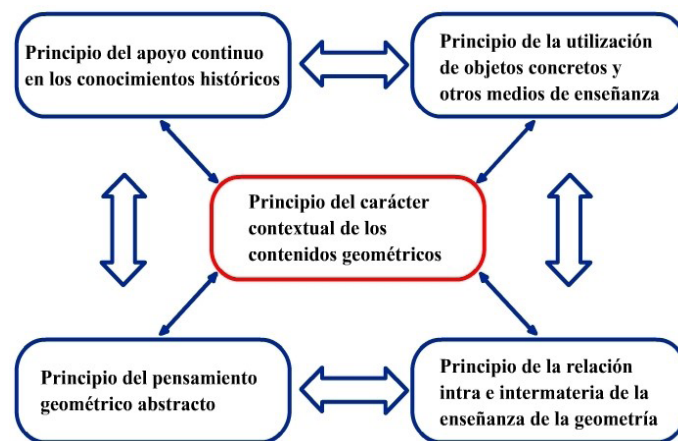 Principio del apoyo continuo
en los conocimientos históricos
Principio de la utilización
de objetos concretos y
otros medios de enseñanza
Principio del carácter
contextual de los
contenidos geométricos
Principio del pensamiento
geométrico abstracto
Principio de la relación
intra e intermateria de la
enseñanza de la geometría